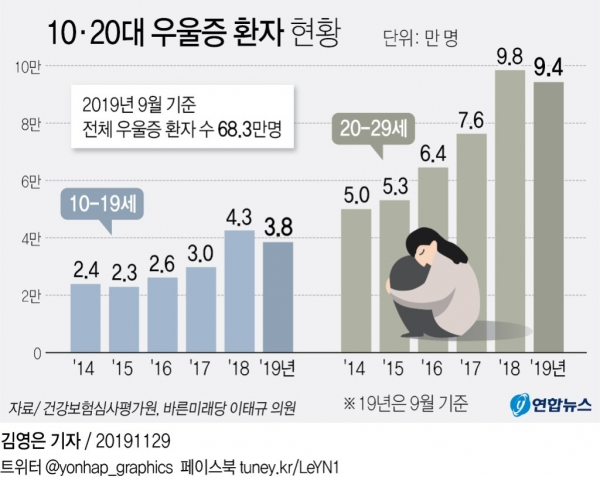 10·20대 우울증 환자 현황
단위: 만 명
2019년 9월 기준
전체 우울증 환자 수 68.3만명
10만
8만
6만
4만
2만
0
10-19세
2.4
2.3
2.6
3.0
4.3
3.8
'14
'15
'16
'17
'18
'19년
20-29세
5.0
5.3
6.4
7.6
9.8
9.4
'14
'15
'16
'17
'18
'19년
자료/ 건강보험심사평가원, 바른미래당 이태규 의원
※19년은 9월 기준
연합뉴스
김영은 기자 / 20191129
트위터 @yonhap_graphics 페이스북 tuney.kr/LeYN1